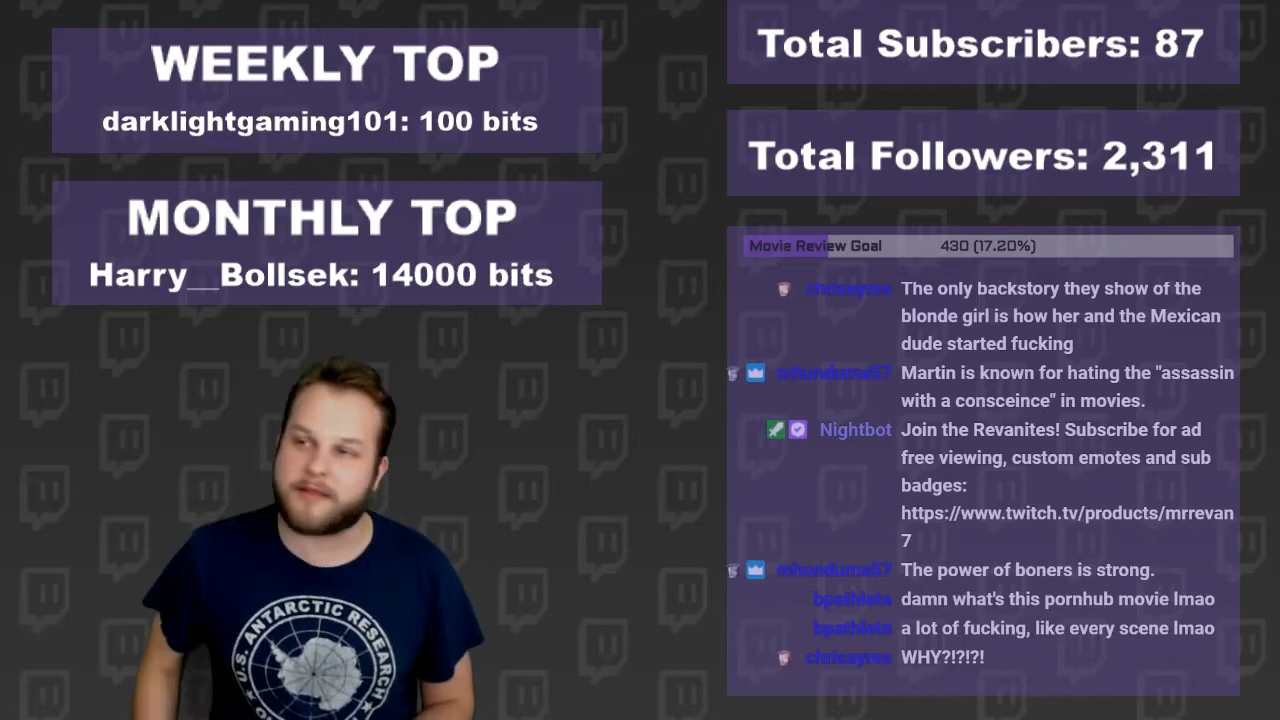 WEEKLY TOP
darklightgaming101: 100 bits
MONTHLY TOP
Harry__Bollsek: 14000 bits
Total Subscribers: 87
Total Followers: 2,311
Movie Review Goal 430 (17.20%)
chrisayrea The only backstory they show of the
blonde girl is how her and the Mexican
dude started fucking
mhunduma57 Martin is known for hating the "assassin
with a consceince" in movies.
Nightbot Join the Revanites! Subscribe for ad
free viewing, custom emotes and sub
badges:
https://www.twitch.tv/products/mrrevan
7
mhunduma57 The power of boners is strong.
bpathlete damn what's this pornhub movie lmao
bpathlete a lot of fucking, like every scene lmao
WHY?!?!?!
U.S. ANTARCTIC RESEARCH